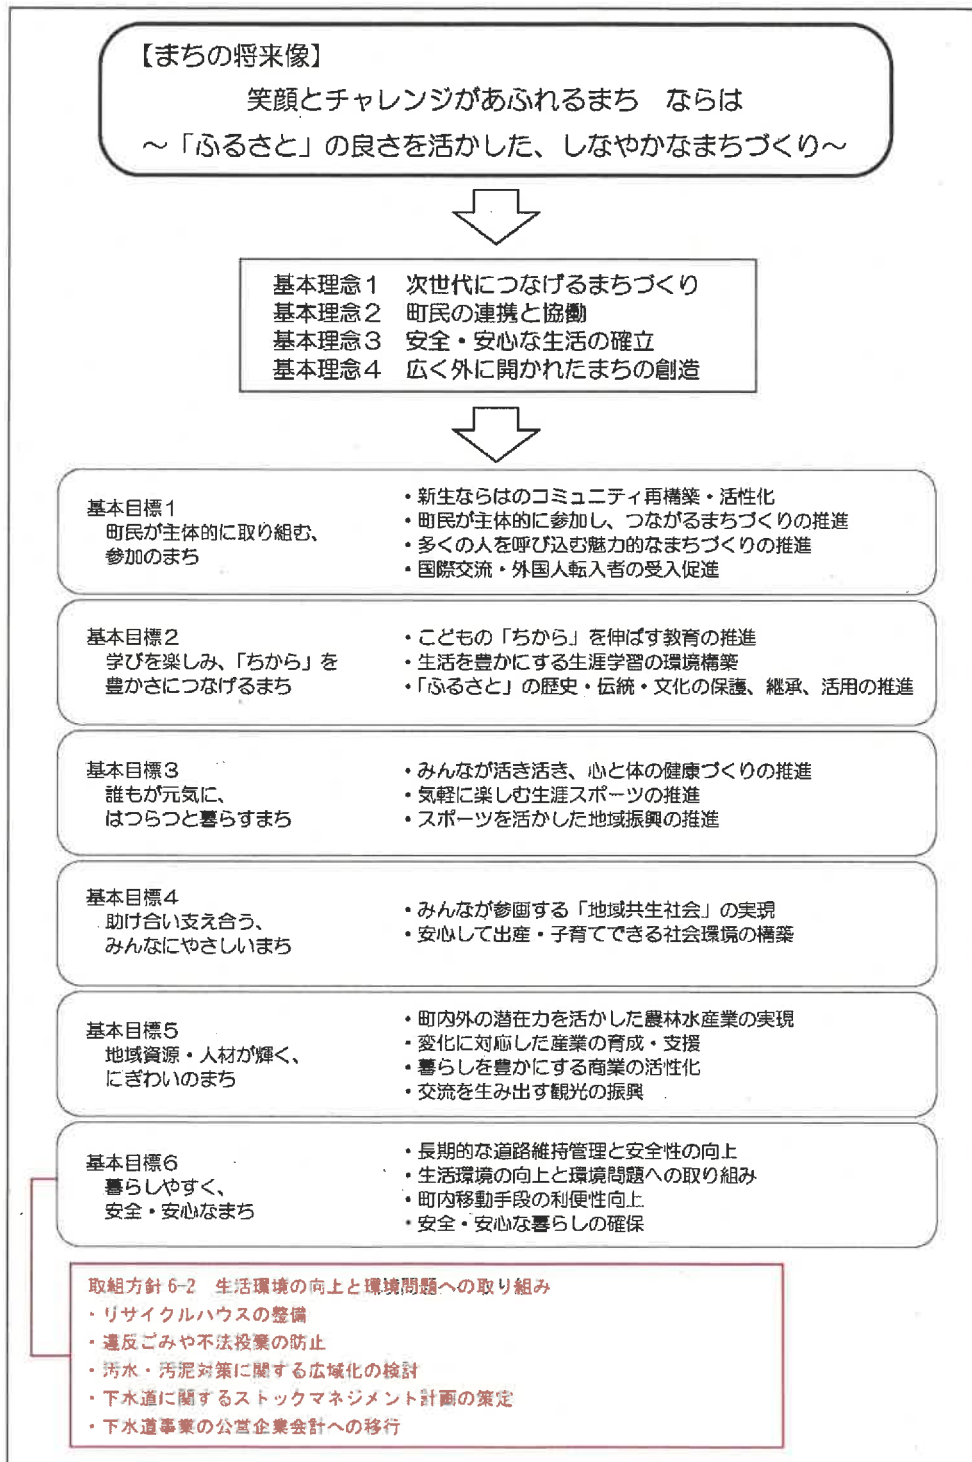 【まちの将来像】
笑顔とチャレンジがあふれるまち　ならは
～「ふるさと」の良さを活かした、しなやかなまちづくり～
基本理念１　次世代につなげるまちづくり
基本理念２　町民の連携と協働
基本理念３　安全・安心な生活の確立
基本理念４　広く外に開かれたまちの創造
基本目標１
町民が主体的に取り組む、
参加のまち
・新生ならはのコミュニティ再構築・活性化
・町民が主体的に参加し、つながるまちづくりの推進
・多くの人を呼び込む魅力的なまちづくりの推進
・国際交流・外国人転入者の受入促進
基本目標２
学びを楽しみ、「ちから」を
豊かさにつなげるまち
・こどもの「ちから」を伸ばす教育の推進
・生活を豊かにする生涯学習の環境構築
・「ふるさと」の歴史・伝統・文化の保護、継承、活用の推進
基本目標３
誰もが元気に、
はつらつと暮らすまち
・みんなが活き活き、心と体の健康づくりの推進
・気軽に楽しむ生涯スポーツの推進
・スポーツを活かした地域振興の推進
基本目標４
助け合い支え合う、
みんなにやさしいまち
・みんなが参画する「地域共生社会」の実現
・安心して出産・子育てできる社会環境の構築
基本目標５
地域資源・人材が輝く、
にぎわいのまち
・町内外の潜在力を活かした農林水産業の実現
・変化に対応した産業の育成・支援
・暮らしを豊かにする商業の活性化
・交流を生み出す観光の振興
基本目標６
暮らしやすく、
安全・安心なまち
・長期的な道路維持管理と安全性の向上
・生活環境の向上と環境問題への取り組み
・町内移動手段の利便性向上
・安全・安心な暮らしの確保
取組方針 6-2　生活環境の向上と環境問題への取り組み
・リサイクルハウスの整備
・違反ごみや不法投棄の防止
・汚水・汚泥対策に関する広域化の検討
・下水道に関するストックマネジメント計画の策定
・下水道事業の公営企業会計への移行